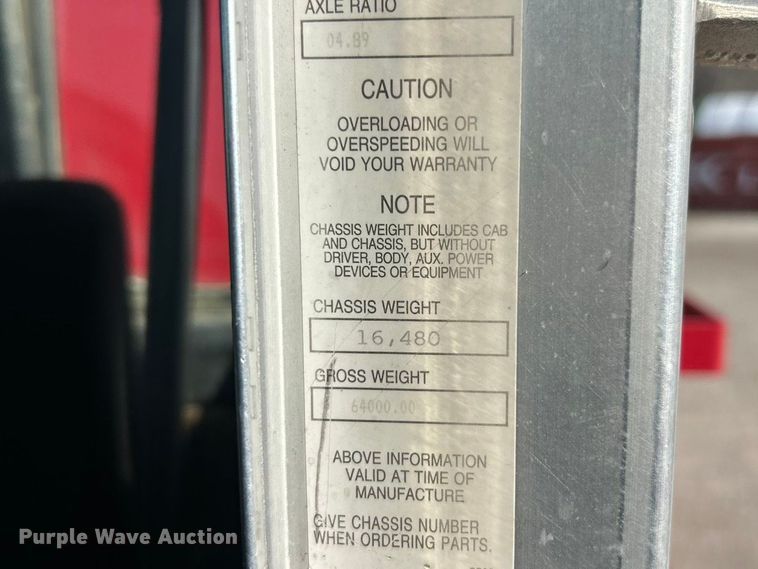 AXLE RATIO
04.89
CAUTION
OVERLOADING OR
OVERSPEEDING WILL
VOID YOUR WARRANTY
NOTE
CHASSIS WEIGHT INCLUDES CAB
AND CHASSIS, BUT WITHOUT
DRIVER, BODY, AUX. POWER
DEVICES OR EQUIPMENT
CHASSIS WEIGHT
16,480
GROSS WEIGHT
64000.00
ABOVE INFORMATION
VALID AT TIME OF
MANUFACTURE
GIVE CHASSIS NUMBER
WHEN ORDERING PARTS.
Purple Wave Auction